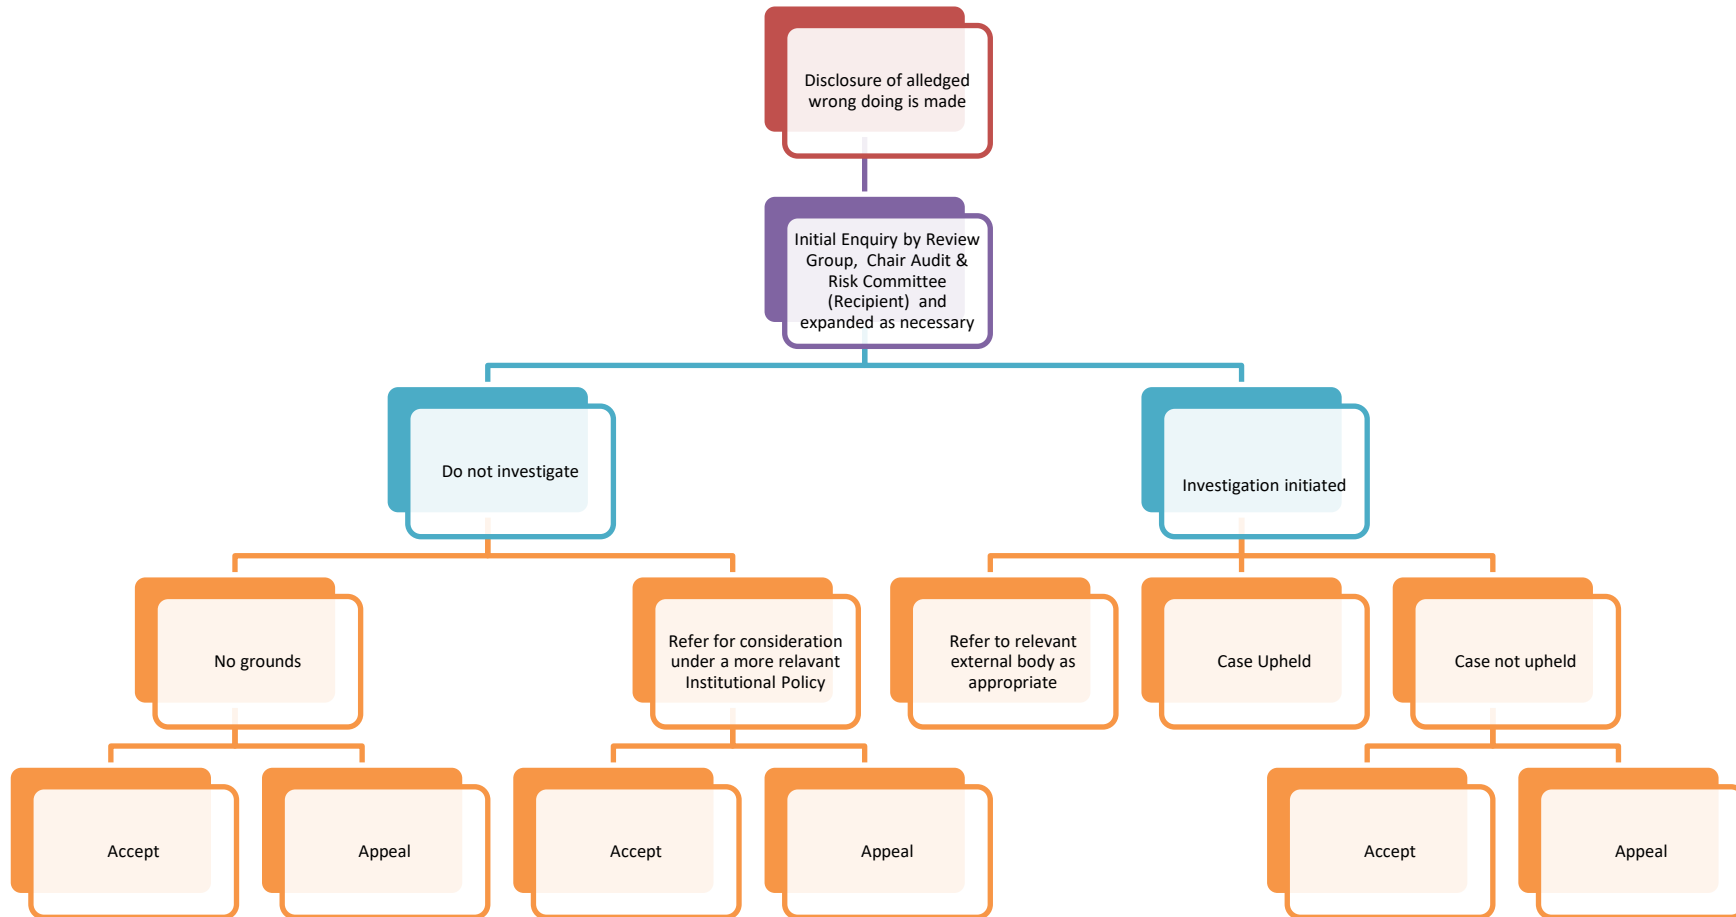 Disclosure of alledged
wrong doing is made
Initial Enquiry by Review
Group, Chair Audit &
Risk Committee
(Recipient) and
expanded as necessary
Do not investigate
Investigation initiated
No grounds
Refer for consideration
under a more relavant
Institutional Policy
Refer to relevant
external body as
appropriate
Case Upheld
Case not upheld
Accept
Appeal
Accept
Appeal
Accept
Appeal